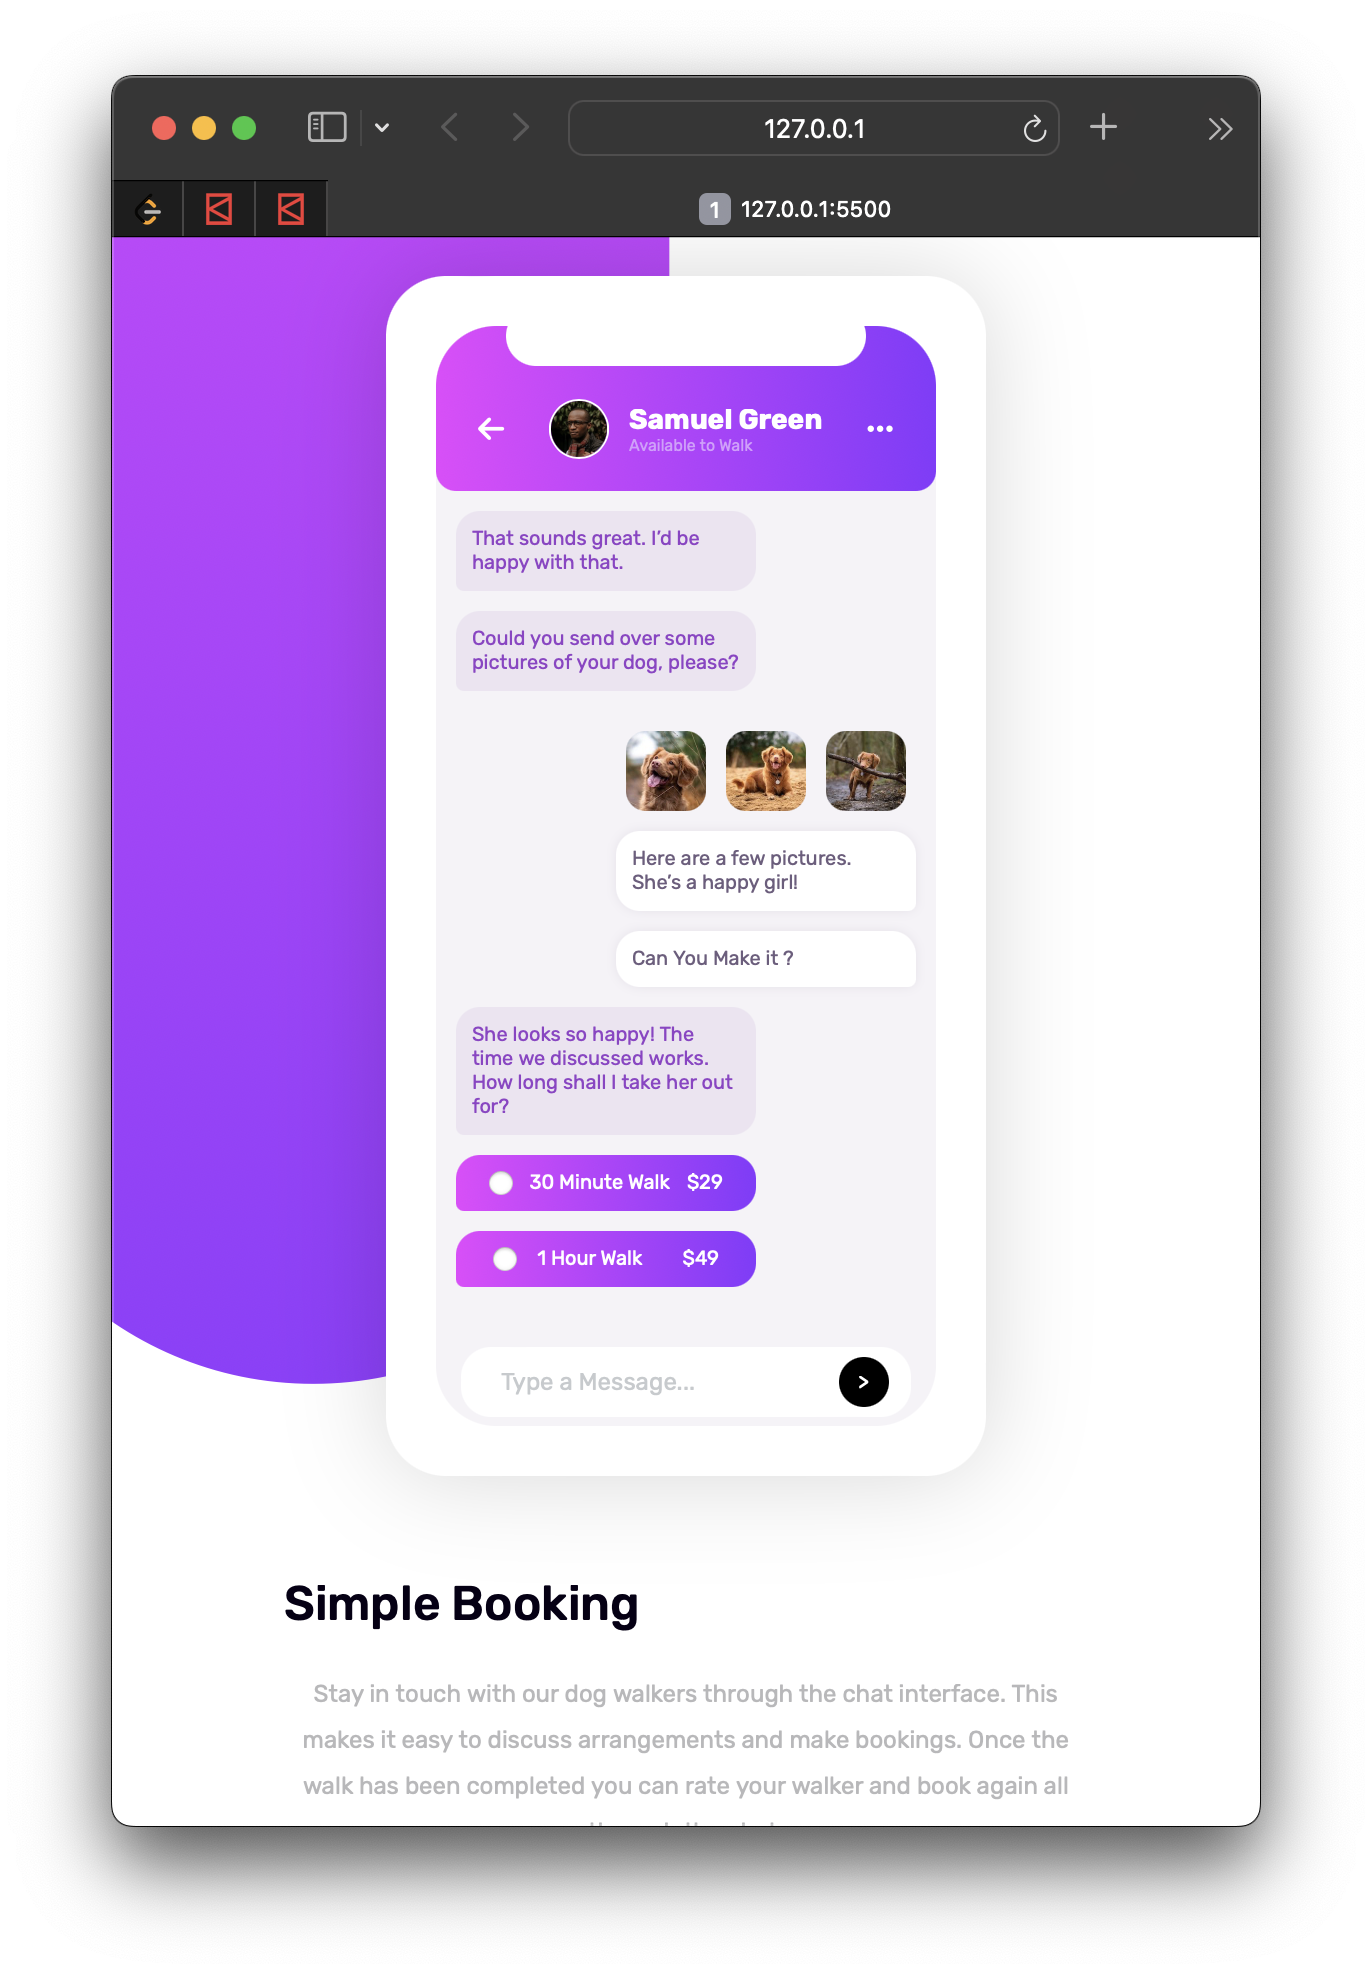 127.0.0.1
1 127.0.0.1:5500
Samuel Green
Available to Walk
That sounds great. I’d be
happy with that.
Could you send over some
pictures of your dog, please?
Here are a few pictures.
She’s a happy girl!
Can You Make it ?
She looks so happy! The
time we discussed works.
How long shall I take her out
for?
30 Minute Walk $29
1 Hour Walk $49
Type a Message...
>
Simple Booking
Stay in touch with our dog walkers through the chat interface. This
makes it easy to discuss arrangements and make bookings. Once the
walk has been completed you can rate your walker and book again all